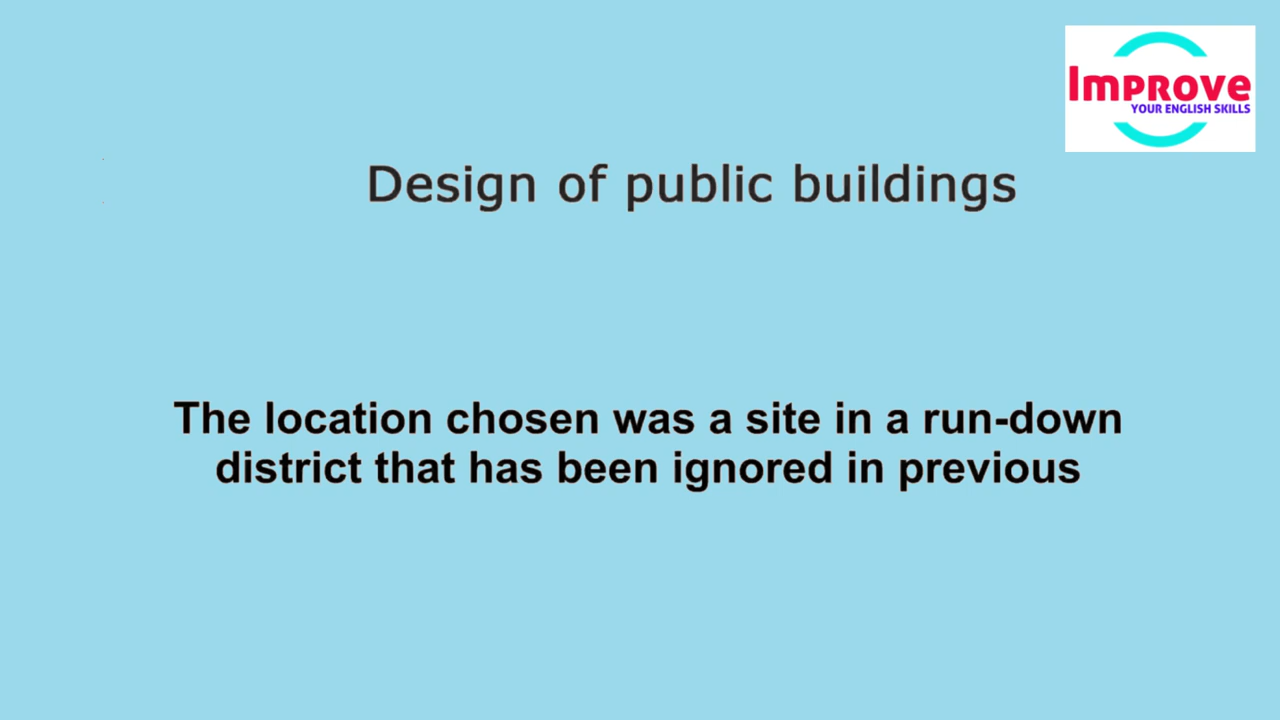 Improve
YOUR ENGLISH SKILLS
Design of public buildings
The location chosen was a site in a run-down
district that has been ignored in previous